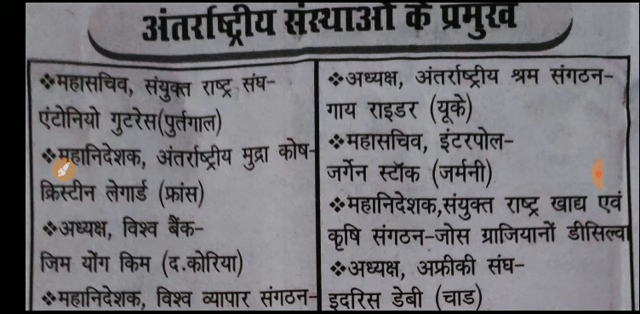 अंतर्राष्ट्रीय संस्थाओं के प्रमुख
❖महासचिव, संयुक्त राष्ट्र संघ-
एंटोनियो गुटरेस(पुर्तगाल)
❖महानिदेशक, अंतर्राष्ट्रीय मुद्रा कोष-
क्रिस्टीन लेगार्ड (फ्रांस)
❖अध्यक्ष, विश्व बैंक-
जिम योंग किम (द.कोरिया)
❖महानिदेशक, विश्व व्यापार संगठन-
❖अध्यक्ष, अंतर्राष्ट्रीय श्रम संगठन-
गाय राइडर (यूके)
❖महासचिव, इंटरपोल-
जर्गेन स्टॉक (जर्मनी)
❖महानिदेशक,संयुक्त राष्ट्र खाद्य एवं
कृषि संगठन-जोस ग्राजियानों डीसिल्वा
❖अध्यक्ष, अफ्रीकी संघ-
इदरिस डेबी (चाड)